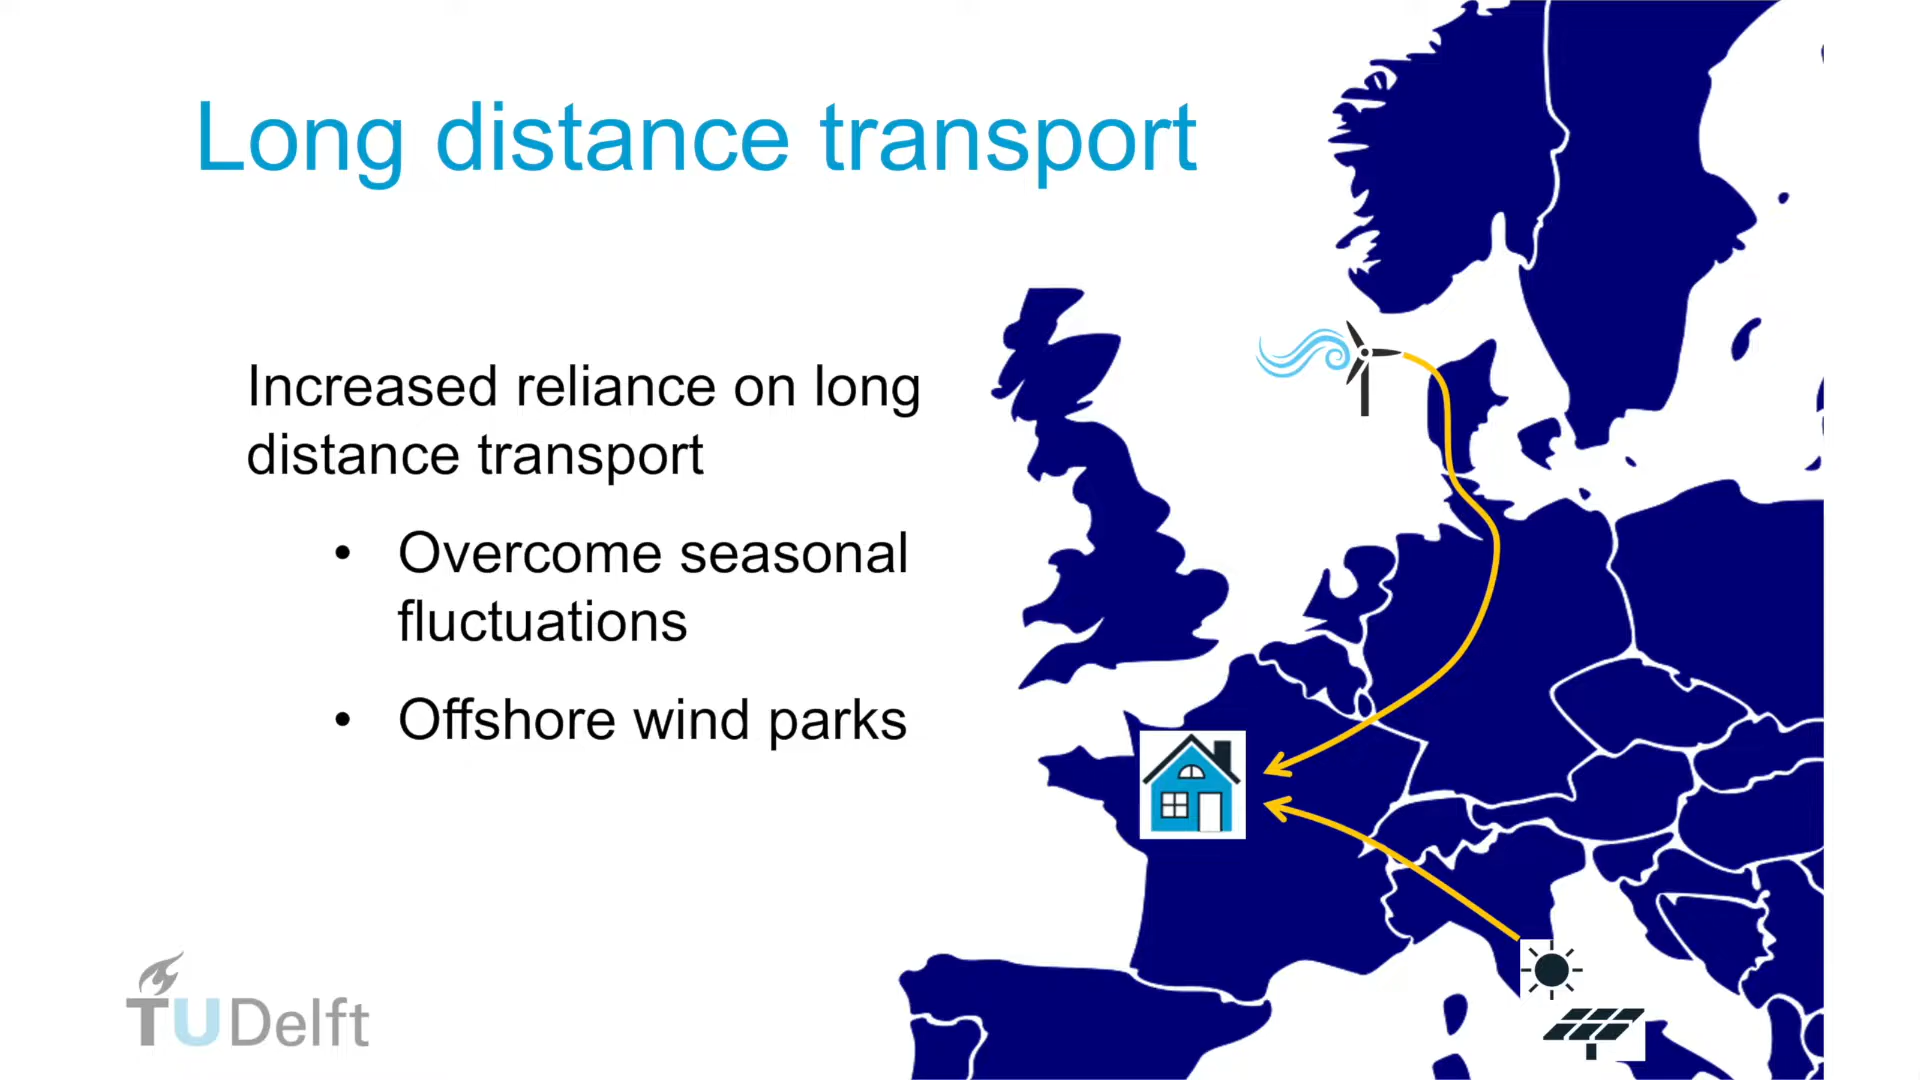 Long distance transport
Increased reliance on long
distance transport
• Overcome seasonal
fluctuations
• Offshore wind parks
TUDelft